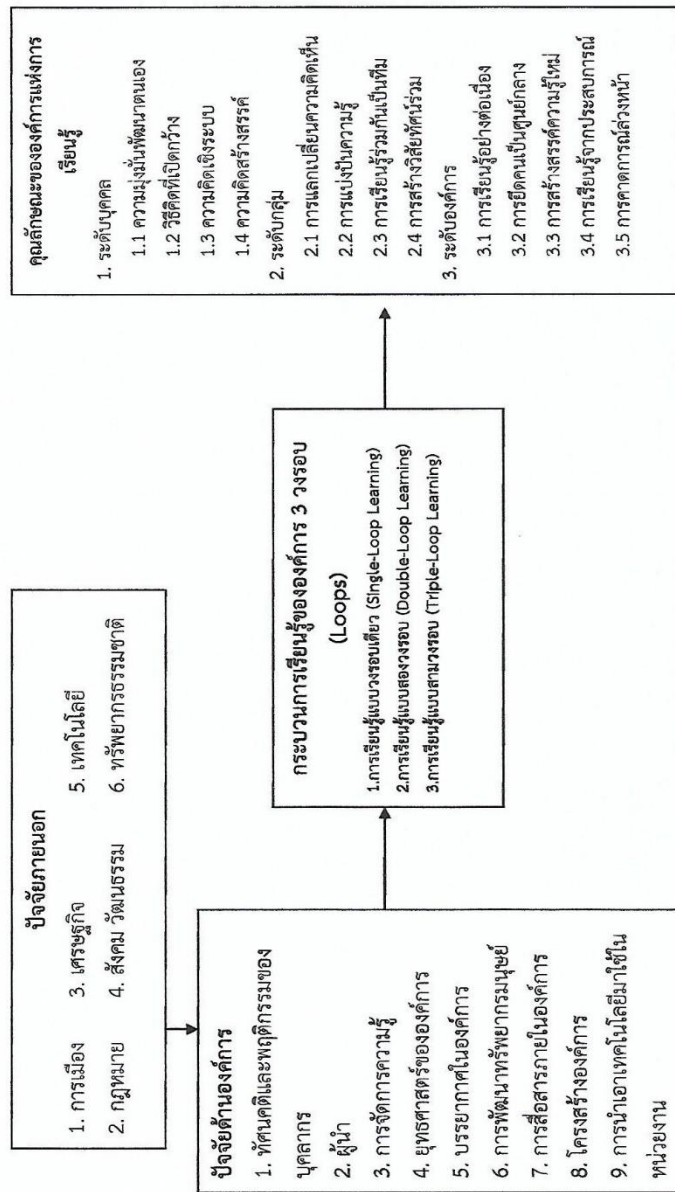 ปัจจัยภายนอก
1. การเมือง 3. เศรษฐกิจ 5. เทคโนโลยี
2. กฎหมาย 4. สังคม วัฒนธรรม 6. ทรัพยากรธรรมชาติ
ปัจจัยด้านองค์การ
1. ทัศนคติและพฤติกรรมของ
บุคลากร
2. ผู้นำ
3. การจัดการความรู้
4. ยุทธศาสตร์ขององค์การ
5. บรรยากาศในองค์การ
6. การพัฒนาทรัพยากรมนุษย์
7. การสื่อสารภายในองค์การ
8. โครงสร้างองค์การ
9. การนำเอาเทคโนโลยีมาใช้ใน
หน่วยงาน
กระบวนการเรียนรู้ขององค์การ 3 วงรอบ
(Loops)
1.การเรียนรู้แบบวงรอบเดียว (Single-Loop Learning)
2.การเรียนรู้แบบสองวงรอบ (Double-Loop Learning)
3.การเรียนรู้แบบสามวงรอบ (Triple-Loop Learning)
คุณลักษณะขององค์การแห่งการ
เรียนรู้
1. ระดับบุคคล
1.1 ความมุ่งมั่นพัฒนาตนเอง
1.2 วิธีคิดที่เปิดกว้าง
1.3 ความคิดเชิงระบบ
1.4 ความคิดสร้างสรรค์
2. ระดับกลุ่ม
2.1 การแลกเปลี่ยนความคิดเห็น
2.2 การแบ่งปันความรู้
2.3 การเรียนรู้ร่วมกันเป็นทีม
2.4 การสร้างวิสัยทัศน์ร่วม
3. ระดับองค์การ
3.1 การเรียนรู้อย่างต่อเนื่อง
3.2 การยึดคนเป็นศูนย์กลาง
3.3 การสร้างสรรค์ความรู้ใหม่
3.4 การเรียนรู้จากประสบการณ์
3.5 การคาดการณ์ล่วงหน้า